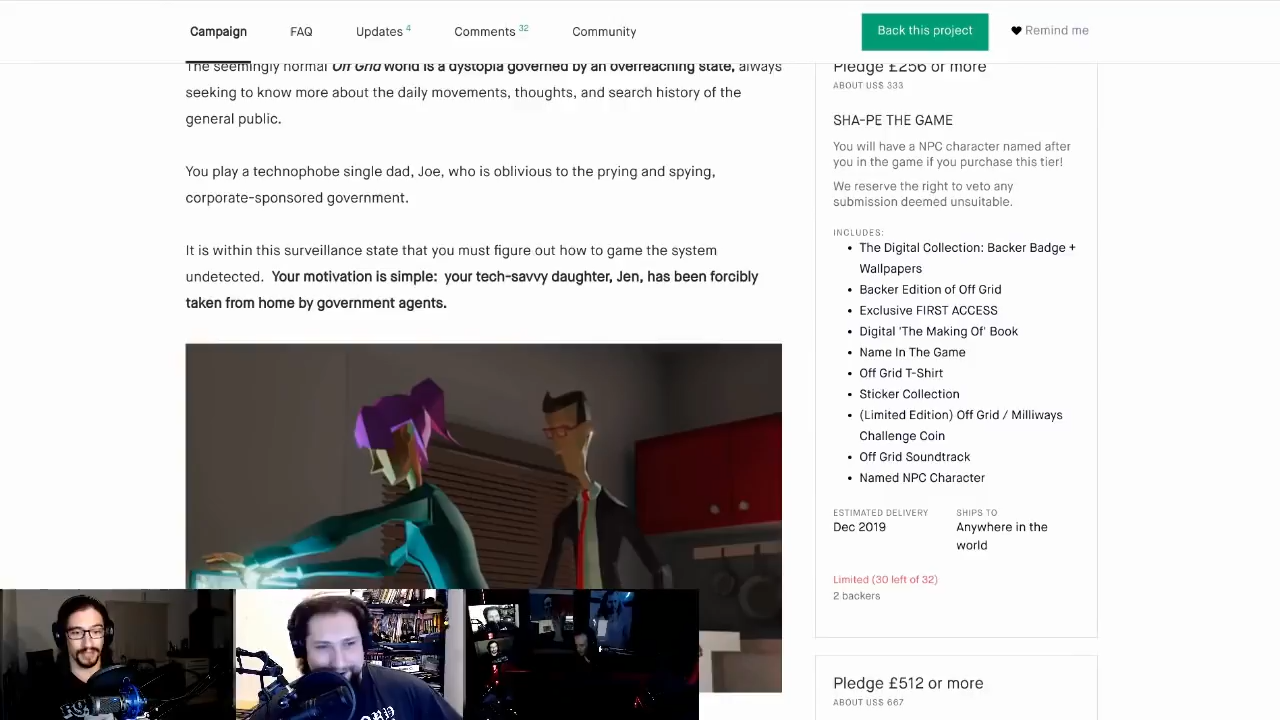 Campaign
FAQ
Updates 4
Comments 32
Community
Back this project
Remind me
The seemingly normal Off Grid world is a dystopia governed by an overreaching state, always
seeking to know more about the daily movements, thoughts, and search history of the
general public.
You play a technophobe single dad, Joe, who is oblivious to the prying and spying,
corporate-sponsored government.
It is within this surveillance state that you must figure out how to game the system
undetected. Your motivation is simple: your tech-savvy daughter, Jen, has been forcibly
taken from home by government agents.
Pledge £256 or more
ABOUT US$ 333
SHA-PE THE GAME
You will have a NPC character named after
you in the game if you purchase this tier!
We reserve the right to veto any
submission deemed unsuitable.
INCLUDES:
• The Digital Collection: Backer Badge +
Wallpapers
• Backer Edition of Off Grid
• Exclusive FIRST ACCESS
• Digital 'The Making Of' Book
• Name In The Game
• Off Grid T-Shirt
• Sticker Collection
• (Limited Edition) Off Grid / Milliways
Challenge Coin
• Off Grid Soundtrack
• Named NPC Character
ESTIMATED DELIVERY
Dec 2019
SHIPS TO
Anywhere in the
world
Limited (30 left of 32)
2 backers
Pledge £512 or more
ABOUT US$ 667